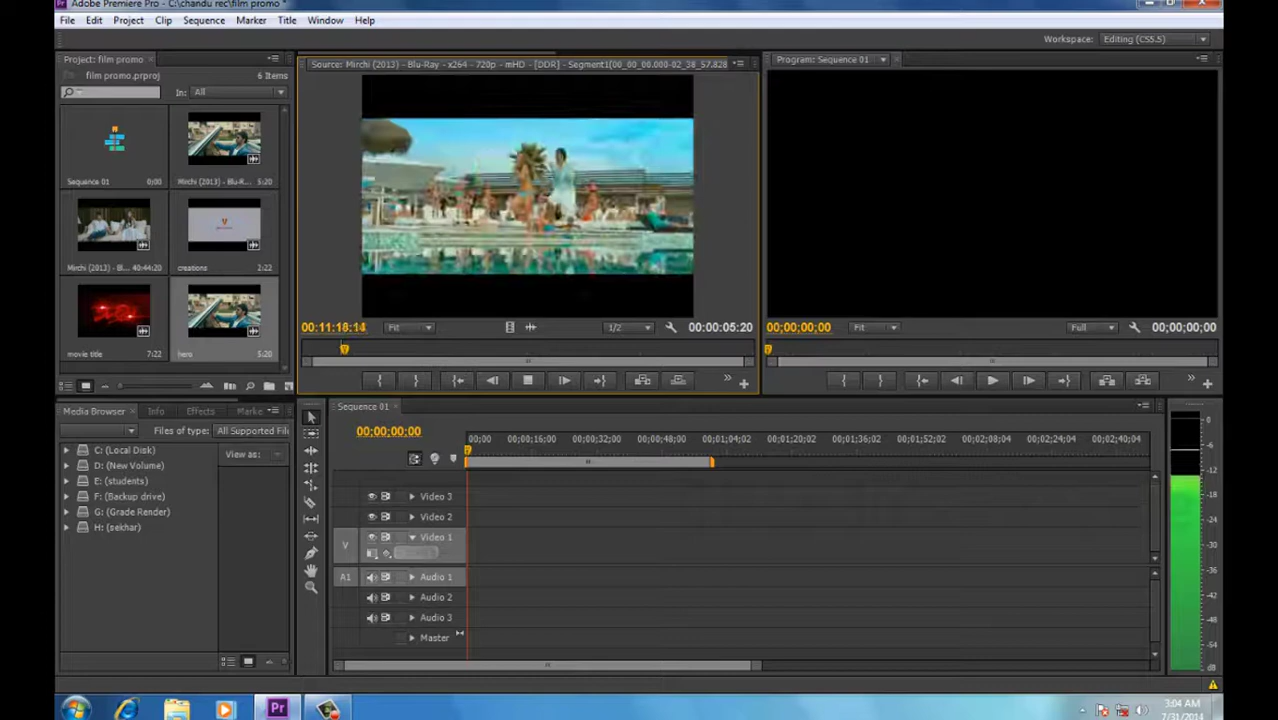 Adobe Premiere Pro - C:\chandu rec\film promo *
File Edit Project Clip Sequence Marker Title Window Help
Workspace: Editing (CS5.5)
Project: film promo
film promo.prproj
6 Items
In: All
Sequence 01 0;00
Mirchi (2013) - Blu-R... 5:20
Mirchi (2013) - Bl... 40:44:20
creations 2:22
movie title 7:22
hero 5:20
Source: Mirchi (2013) - Blu-Ray - x264 - 720p - mHD - [DDR] - Segment1(00_00_00.000-02_38_57.828
00:11:18:14 Fit 1/2 00:00:05:20
Program: Sequence 01
00;00;00;00 Fit Full 00;00;00;00
Media Browser Info Effects Marke
Files of type: All Supported Fil
View as:
C: (Local Disk)
D: (New Volume)
E: (students)
F: (Backup drive)
G: (Grade Render)
H: (sekhar)
Sequence 01
00;00;00;00
;00;00 00;00;16;00 00;00;32;00 00;00;48;00 00;01;04;02 00;01;20;02 00;01;36;02 00;01;52;02 00;02;08;04 00;02;24;04 00;02;40;04
Video 3
Video 2
V Video 1
A1 Audio 1
Audio 2
Audio 3
Master
0
-6
-12
-18
-24
-30
-36
-42
-48
-54
dB
Pr
3:04 AM
7/31/2014